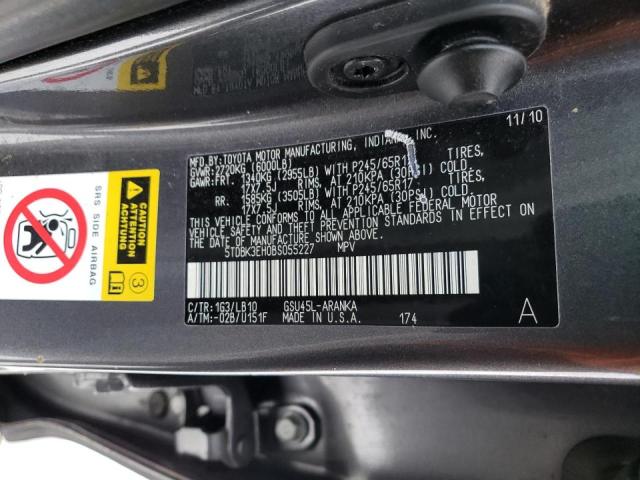 11/10
MFD. BY: TOYOTA MOTOR MANUFACTURING, INDIANA, INC.
GVWR: 2720KG (6000LB)
GAWR: FRT. 1340KG (2955LB) WITH P245/65R17 TIRES,
17X7.5J RIMS, AT 210KPA (30PSI) COLD.
RR. 1585KG (3505LB) WITH P245/65R17 TIRES,
17X7.5J RIMS, AT 210KPA (30PSI) COLD.
THIS VEHICLE CONFORMS TO ALL APPLICABLE FEDERAL MOTOR
VEHICLE SAFETY AND THEFT PREVENTION STANDARDS IN EFFECT
ON THE DATE OF MANUFACTURE SHOWN ABOVE.
5TDBK3EH0BS055227 MPV
C/TR: 1G3/LB10 GSU45L-ARANKA
A/TM:-02B/U151F MADE IN U.S.A. 174 A
SRS SIDE AIRBAG
CAUTION
ATTENTION
ACHTUNG
3